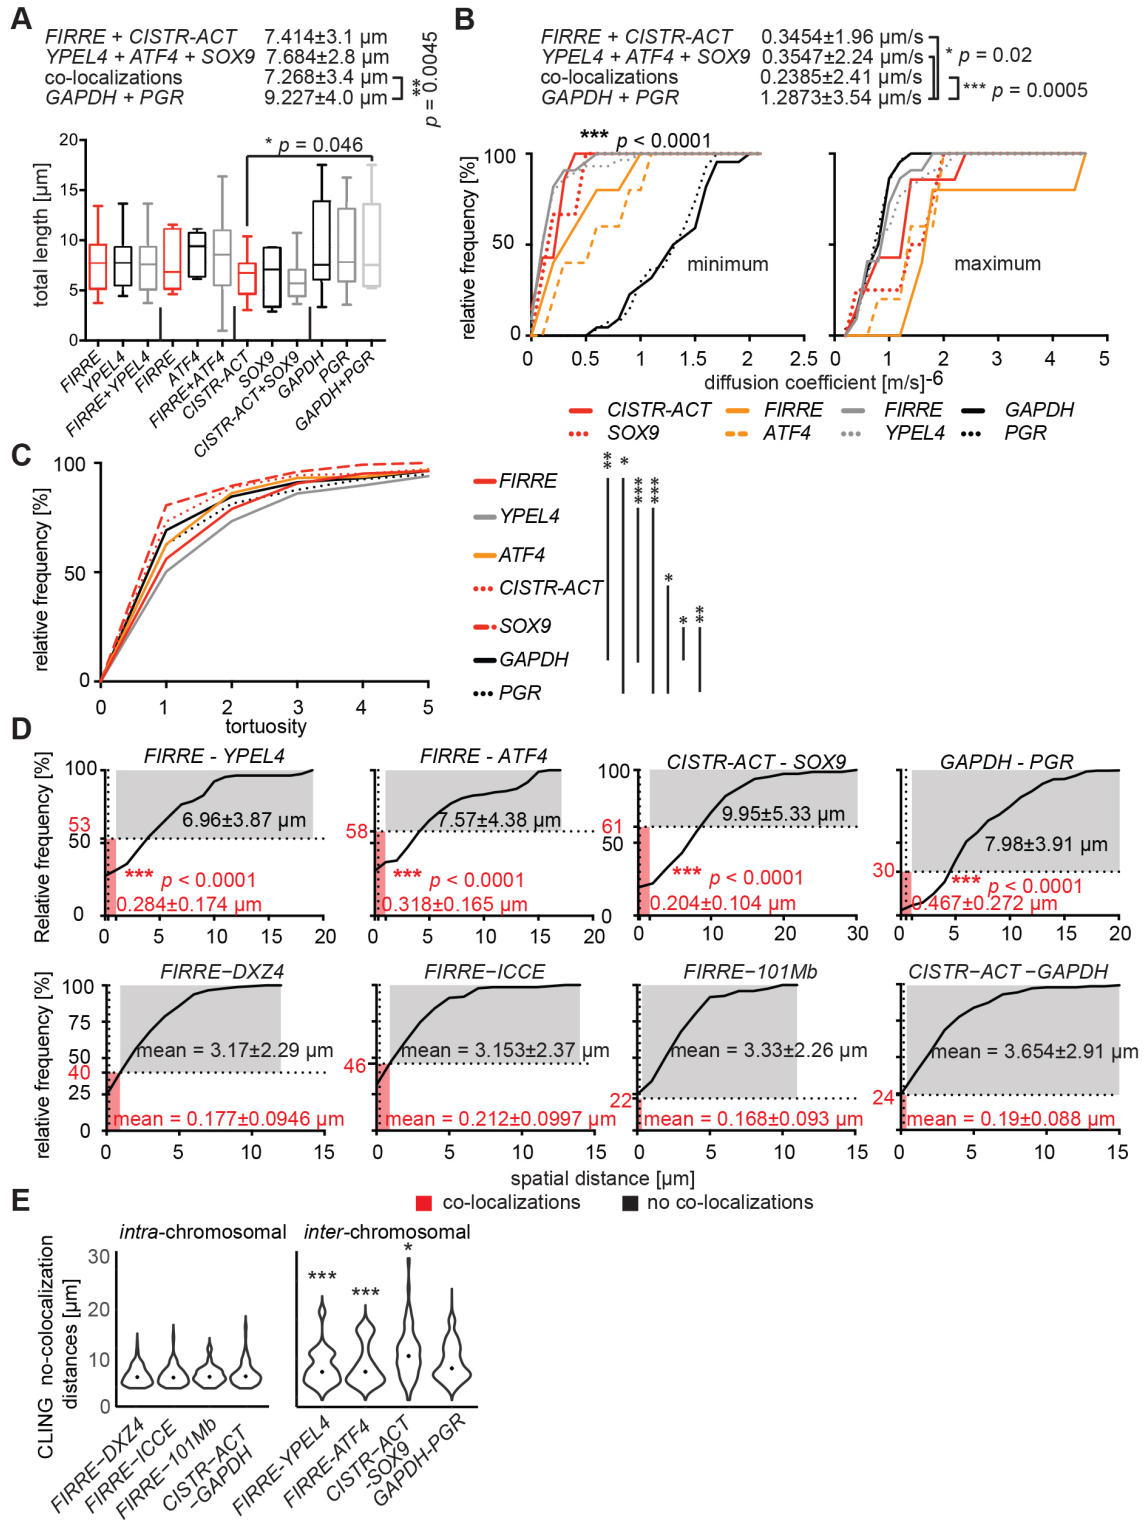 A
FIRRE + CISTR-ACT 7.414±3.1 µm
YPEL4 + ATF4 + SOX9 7.684±2.8 µm
co-localizations 7.268±3.4 µm
GAPDH + PGR 9.227±4.0 µm
**
p = 0.0045
* p = 0.046
total length [µm]
20
15
10
5
0
FIRRE
YPEL4
FIRRE+YPEL4
FIRRE
ATF4
FIRRE+ATF4
CISTR-ACT
SOX9
CISTR-ACT+SOX9
GAPDH
PGR
GAPDH+PGR
B
FIRRE + CISTR-ACT 0.3454±1.96 µm/s
YPEL4 + ATF4 + SOX9 0.3547±2.24 µm/s
co-localizations 0.2385±2.41 µm/s
GAPDH + PGR 1.2873±3.54 µm/s
* p = 0.02
*** p = 0.0005
*** p < 0.0001
relative frequency [%]
100
50
0
minimum
0 0.5 1.0 1.5 2.0 2.5
100
50
0
maximum
1 2 3 4 5
diffusion coefficient [m/s]-6
CISTR-ACT FIRRE FIRRE GAPDH
SOX9 ATF4 YPEL4 PGR
C
relative frequency [%]
100
50
0
0 1 2 3 4 5
tortuosity
FIRRE
YPEL4
ATF4
CISTR-ACT
SOX9
GAPDH
PGR
** * *** *** * * **
D
Relative frequency [%]
FIRRE - YPEL4
100
53
50
0
6.96±3.87 µm
*** p < 0.0001
0.284±0.174 µm
0 5 10 15 20
FIRRE - ATF4
58
7.57±4.38 µm
*** p < 0.0001
0.318±0.165 µm
0 5 10 15 20
CISTR-ACT - SOX9
100
61
50
0
9.95±5.33 µm
*** p < 0.0001
0.204±0.104 µm
0 10 20 30
GAPDH - PGR
30
7.98±3.91 µm
*** p < 0.0001
0.467±0.272 µm
0 5 10 15 20
relative frequency [%]
FIRRE–DXZ4
100
75
50
40
25
0
mean = 3.17±2.29 µm
mean = 0.177±0.0946 µm
0 5 10 15
FIRRE–ICCE
46
mean = 3.153±2.37 µm
mean = 0.212±0.0997 µm
0 5 10 15
FIRRE–101Mb
22
mean = 3.33±2.26 µm
mean = 0.168±0.093 µm
0 5 10 15
CISTR–ACT –GAPDH
24
mean = 3.654±2.91 µm
mean = 0.19±0.088 µm
0 5 10 15
spatial distance [µm]
co-localizations no co-localizations
E
CLING no-colocalization
distances [µm]
30
20
10
0
intra-chromosomal
inter-chromosomal
***
***
*
FIRRE–DXZ4
FIRRE–ICCE
FIRRE–101Mb
CISTR–ACT
–GAPDH
FIRRE-YPEL4
FIRRE-ATF4
CISTR–ACT
-SOX9
GAPDH-PGR